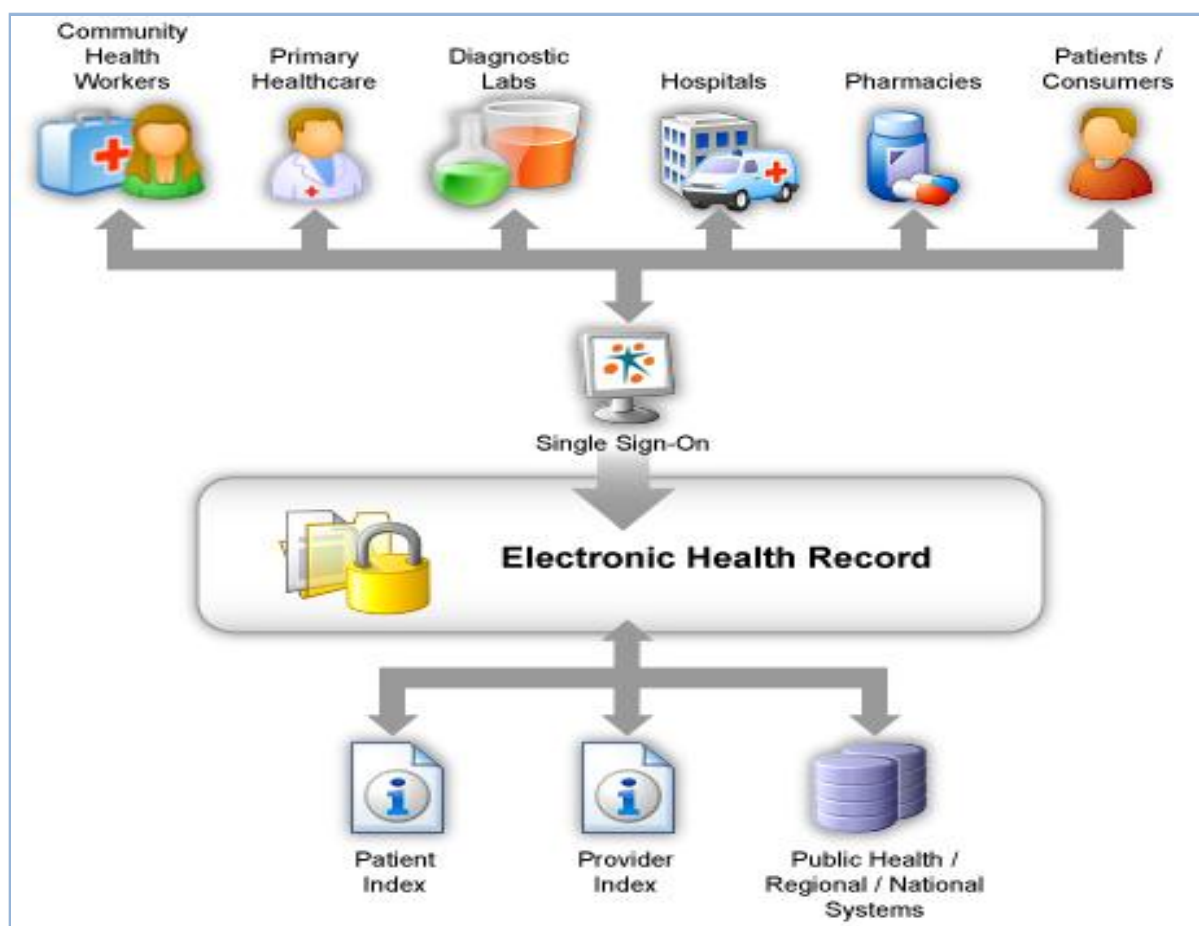 Community
Health
Workers
Primary
Healthcare
Diagnostic
Labs
Hospitals
Pharmacies
Patients /
Consumers
Single Sign-On
Electronic Health Record
Patient
Index
Provider
Index
Public Health /
Regional / National
Systems